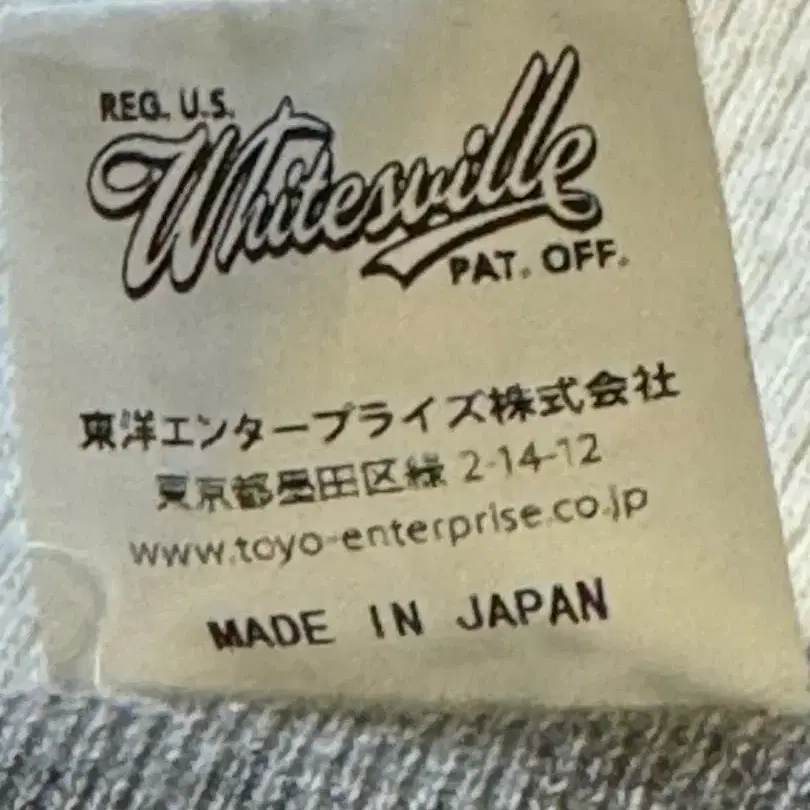 REG. U.S.
Whitesville
PAT. OFF.
東洋エンタープライズ株式会社
東京都墨田区緑 2-14-12
www.toyo-enterprise.co.jp
MADE IN JAPAN